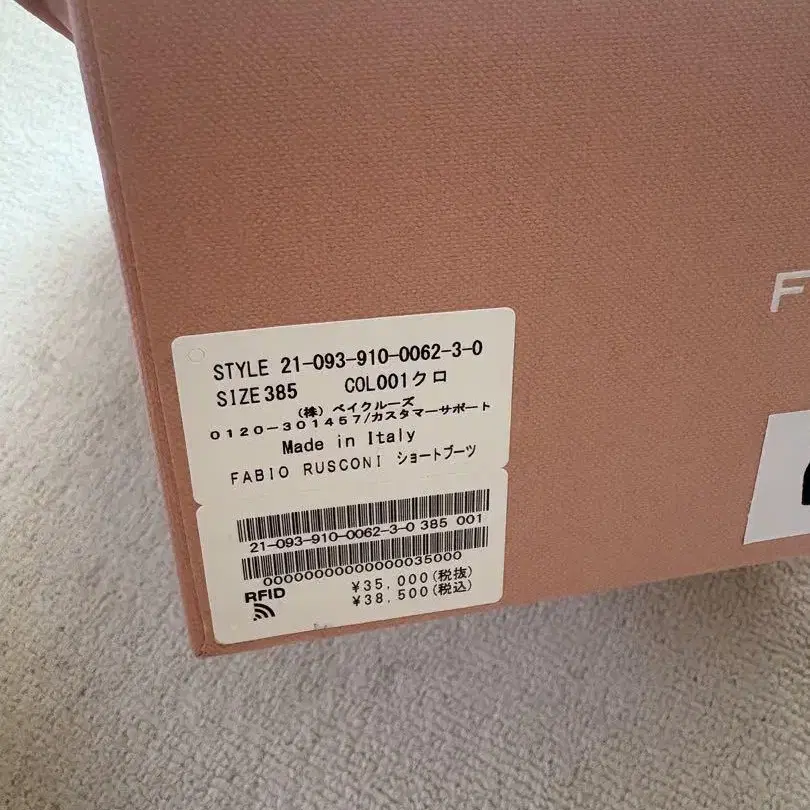 STYLE 21-093-910-0062-3-0
SIZE 385 COL001クロ
(株) ベイクルーズ
0120-301457/カスタマーサポート
Made in Italy
FABIO RUSCONI ショートブーツ
21-093-910-0062-3-0 385 001
00000000000000035000
RFID
¥35,000(税抜)
¥38,500(税込)
F